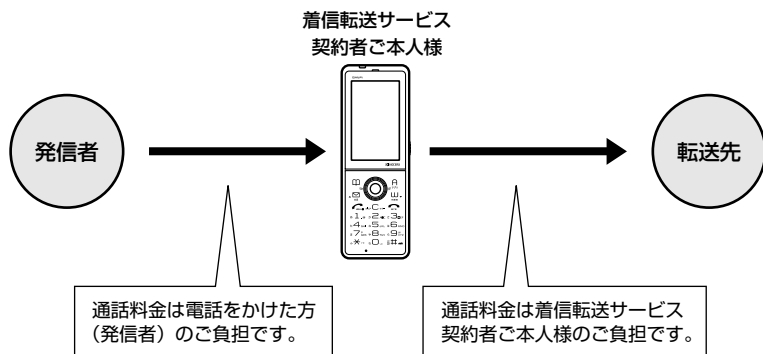 着信転送サービス
契約者ご本人様
発信者
転送先
通話料金は電話をかけた方
（発信者）のご負担です。
通話料金は着信転送サービス
契約者ご本人様のご負担です。